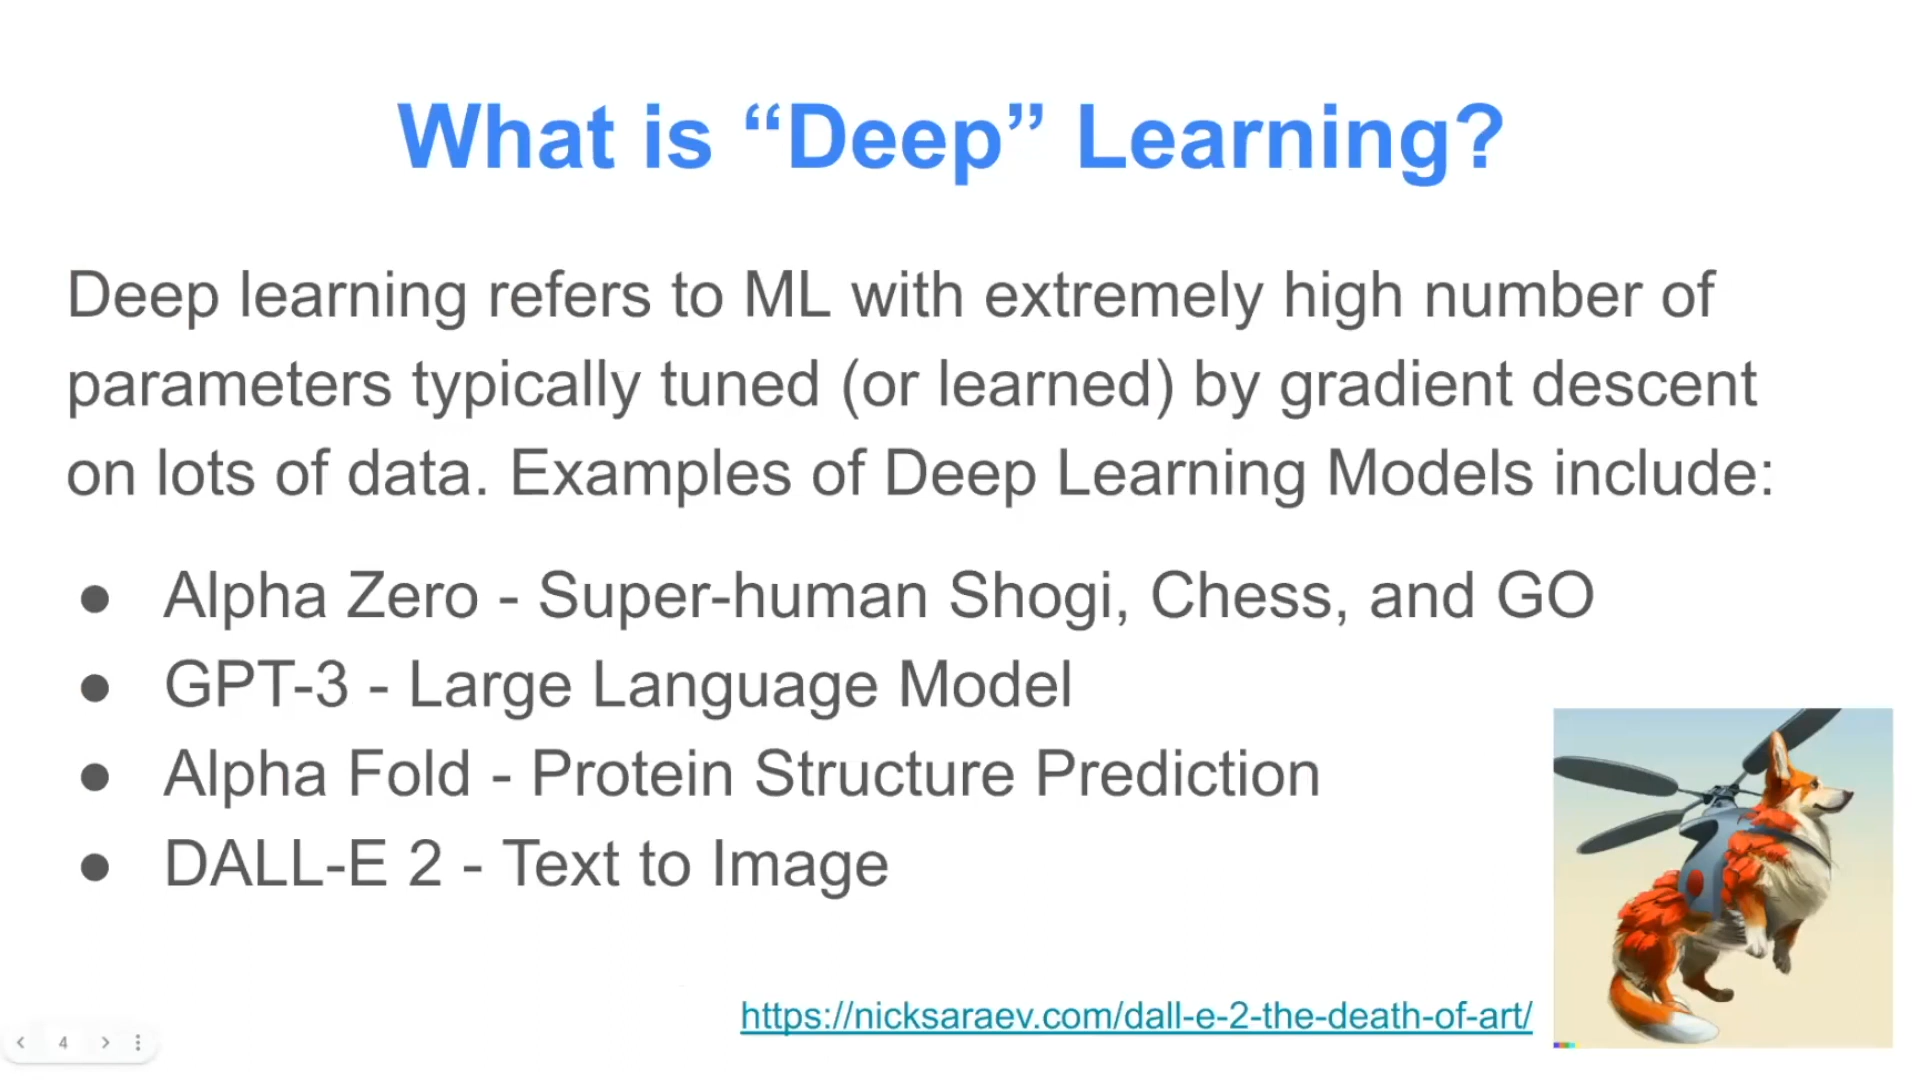 What is “Deep” Learning?
Deep learning refers to ML with extremely high number of
parameters typically tuned (or learned) by gradient descent
on lots of data. Examples of Deep Learning Models include:
● Alpha Zero - Super-human Shogi, Chess, and GO
● GPT-3 - Large Language Model
● Alpha Fold - Protein Structure Prediction
● DALL-E 2 - Text to Image
https://nicksaraev.com/dall-e-2-the-death-of-art/
4